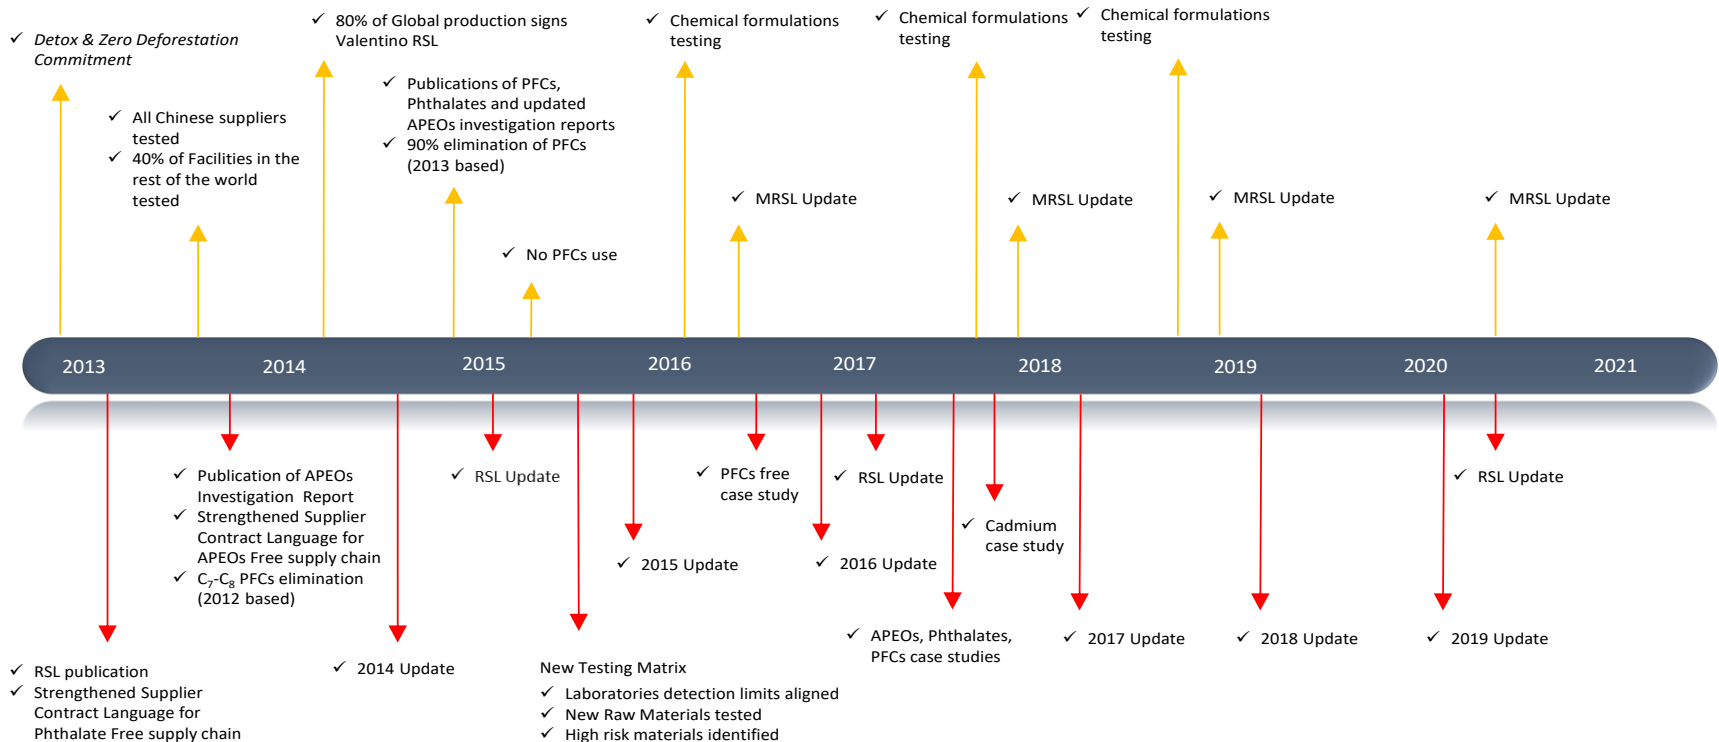 ✓ Detox & Zero Deforestation
Commitment
✓ All Chinese suppliers
tested
✓ 40% of Facilities in the
rest of the world
tested
✓ 80% of Global production signs
Valentino RSL
✓ Publications of PFCs,
Phthalates and updated
APEOs investigation reports
✓ 90% elimination of PFCs
(2013 based)
✓ No PFCs use
✓ Chemical formulations
testing
✓ MRSL Update
✓ Chemical formulations
testing
✓ MRSL Update
✓ Chemical formulations
testing
✓ MRSL Update
✓ MRSL Update
2013
2014
2015
2016
2017
2018
2019
2020
2021
✓ RSL publication
✓ Strengthened Supplier
Contract Language for
Phthalate Free supply chain
✓ Publication of APEOs
Investigation Report
✓ Strengthened Supplier
Contract Language for
APEOs Free supply chain
✓ C₇-C₈ PFCs elimination
(2012 based)
✓ 2014 Update
✓ RSL Update
New Testing Matrix
✓ Laboratories detection limits aligned
✓ New Raw Materials tested
✓ High risk materials identified
✓ 2015 Update
✓ PFCs free
case study
✓ 2016 Update
✓ RSL Update
✓ APEOs, Phthalates,
PFCs case studies
✓ Cadmium
case study
✓ 2017 Update
✓ 2018 Update
✓ 2019 Update
✓ RSL Update